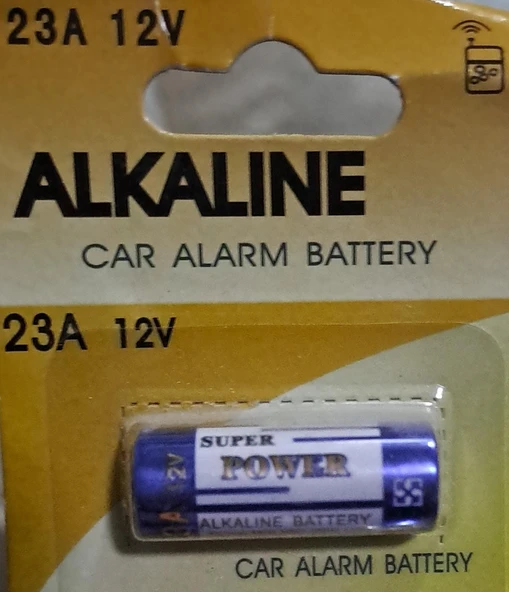 23A 12V
ALKALINE
CAR ALARM BATTERY
23A 12V
SUPER
POWER
ALKALINE BATTERY
12V
CAR ALARM BATTERY